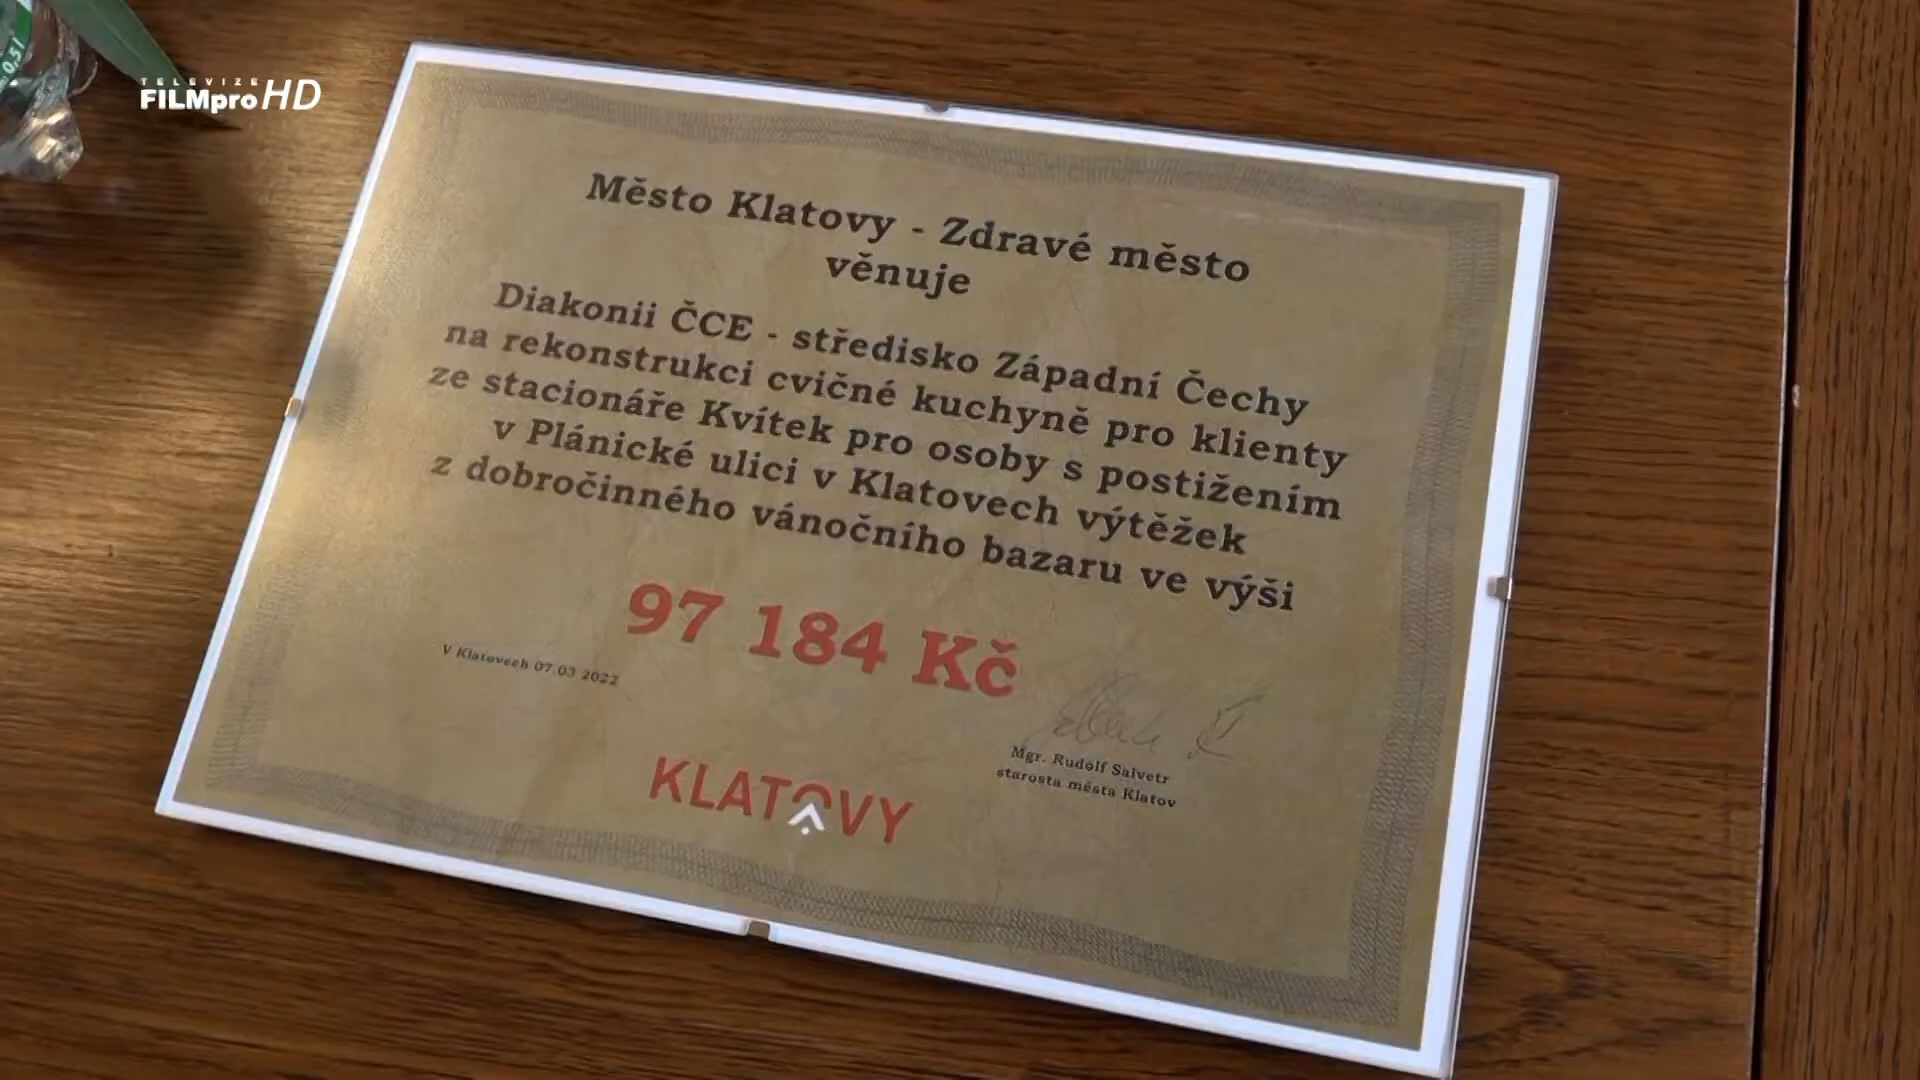 0,5l
TELEVIZE
FILMpro HD
Město Klatovy - Zdravé město
věnuje
Diakonii ČCE - středisko Západní Čechy
na rekonstrukci cvičné kuchyně pro klienty
ze stacionáře Kvítek pro osoby s postižením
v Plánické ulici v Klatovech výtěžek
z dobročinného vánočního bazaru ve výši
97 184 Kč
V Klatovech 07.03 2022
Mgr. Rudolf Salvetr
starosta města Klatov
KLATOVY